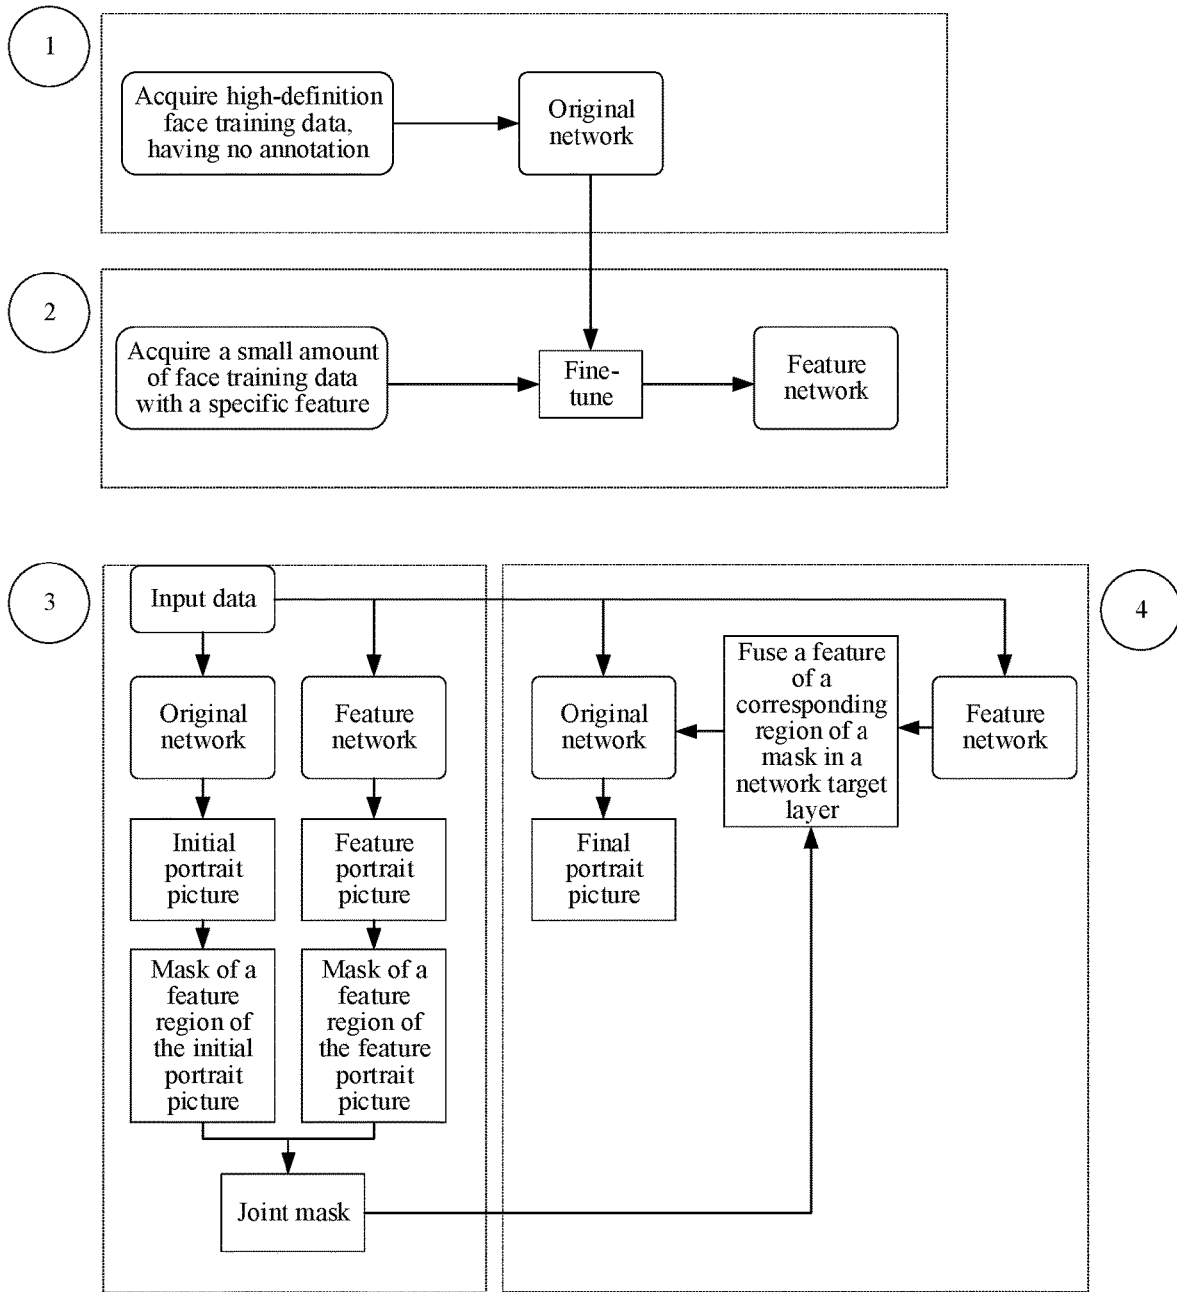 1
Acquire high-definition
face training data,
having no annotation
Original
network
2
Acquire a small amount
of face training data
with a specific feature
Fine-
tune
Feature
network
3
Input data
Original
network
Feature
network
Initial
portrait
picture
Feature
portrait
picture
Mask of a
feature
region of
the initial
portrait
picture
Mask of a
feature
region of
the feature
portrait
picture
Joint mask
4
Original
network
Fuse a feature
of a
corresponding
region of a
mask in a
network target
layer
Feature
network
Final
portrait
picture